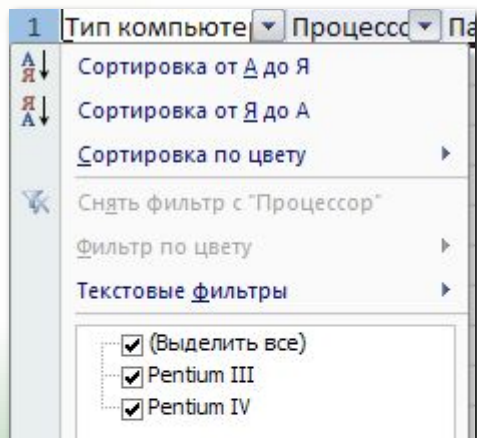 1 Тип компьютер Процессо Па
Сортировка от А до Я
Сортировка от Я до А
Сортировка по цвету
Снять фильтр с "Процессор"
Фильтр по цвету
Текстовые фильтры
(Выделить все)
Pentium III
Pentium IV